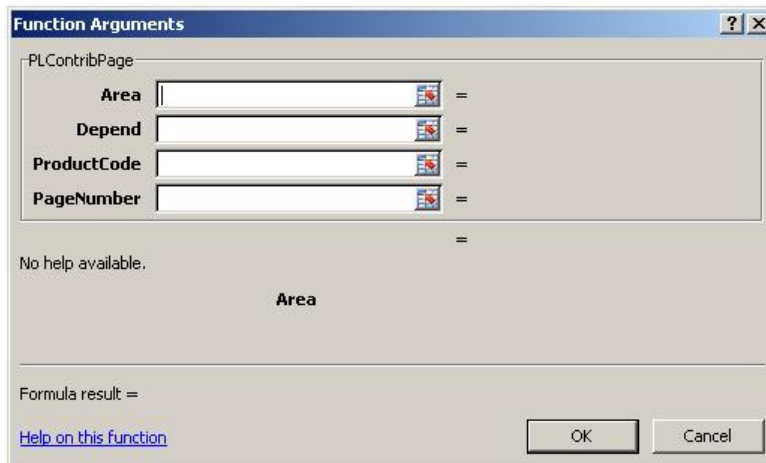 Function Arguments
PLContribPage
Area =
Depend =
ProductCode =
PageNumber =
=
No help available.
Area
Formula result =
Help on this function
OK Cancel